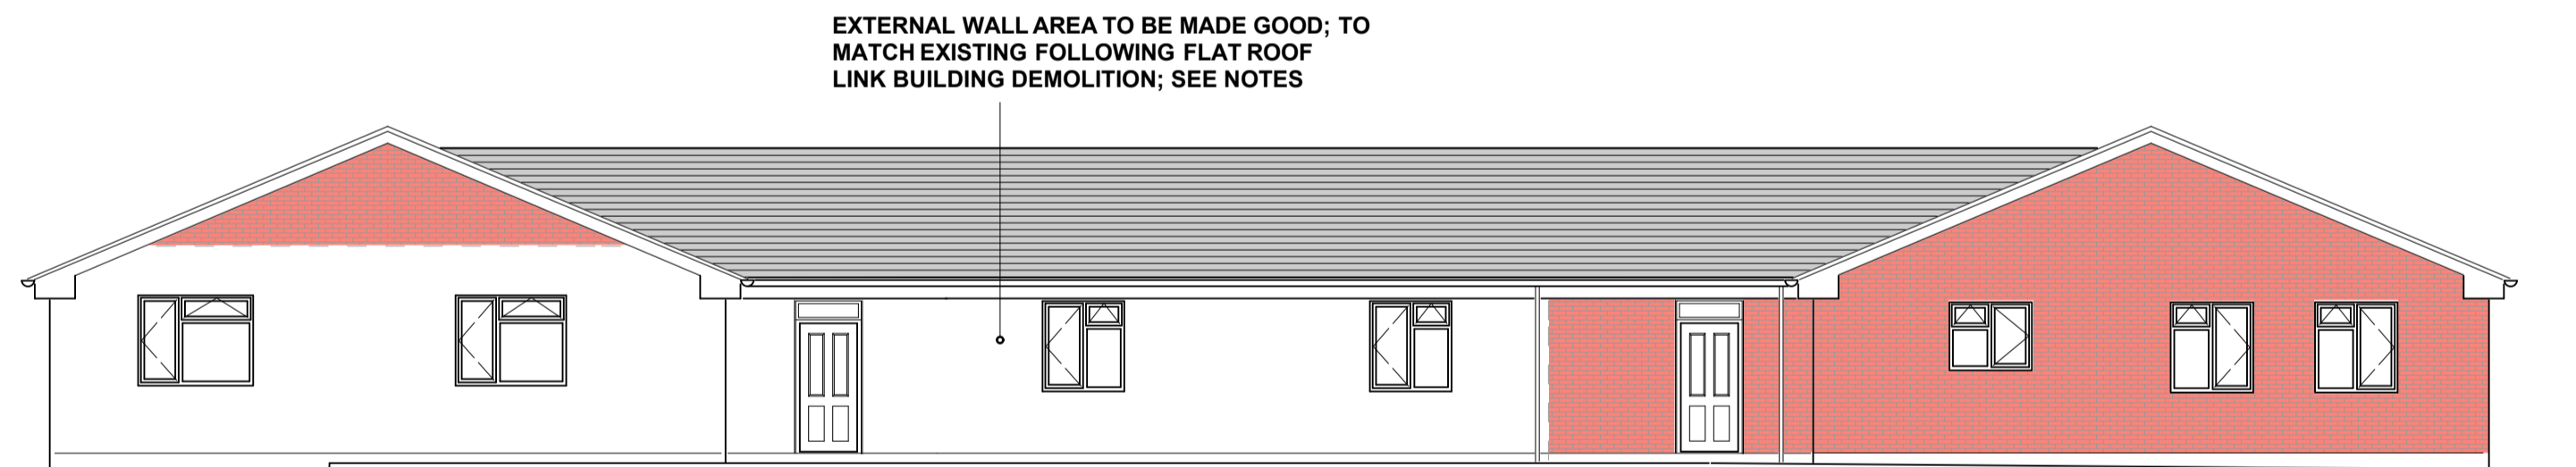 EXTERNAL WALL AREA TO BE MADE GOOD; TO
MATCH EXISTING FOLLOWING FLAT ROOF
LINK BUILDING DEMOLITION; SEE NOTES